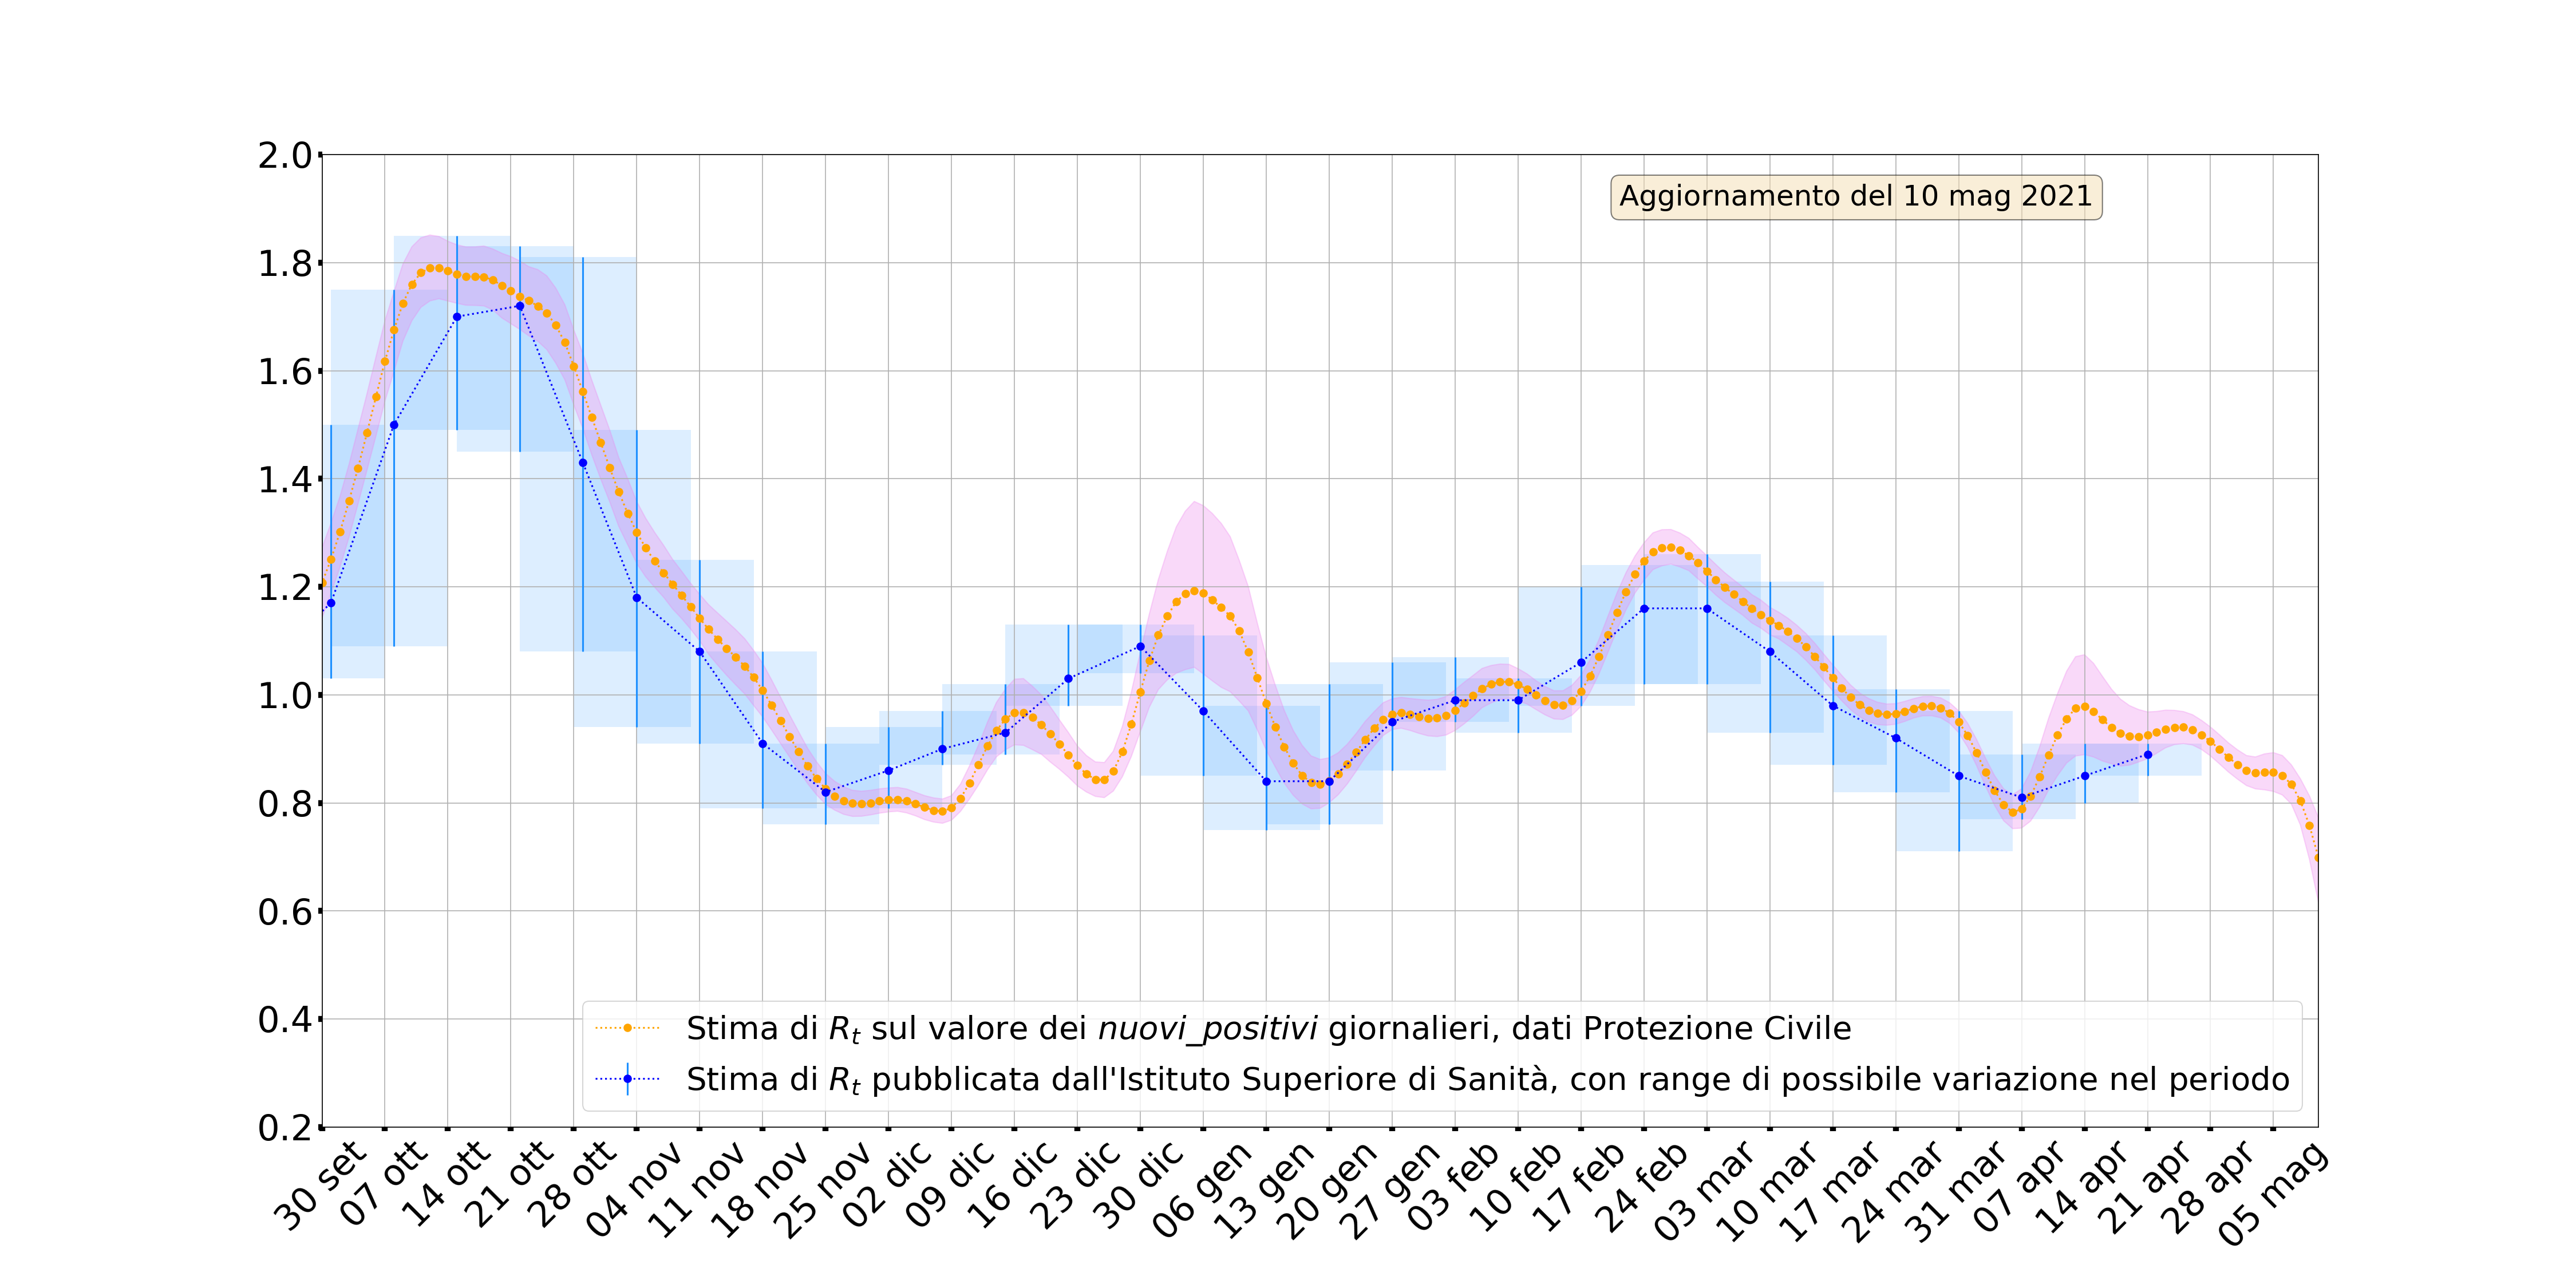 2.0
1.8
1.6
1.4
1.2
1.0
0.8
0.6
0.4
0.2
Aggiornamento del 10 mag 2021
Stima di Rt sul valore dei nuovi_positivi giornalieri, dati Protezione Civile
Stima di Rt pubblicata dall'Istituto Superiore di Sanità, con range di possibile variazione nel periodo
30 set
07 ott
14 ott
21 ott
28 ott
04 nov
11 nov
18 nov
25 nov
02 dic
09 dic
16 dic
23 dic
30 dic
06 gen
13 gen
20 gen
27 gen
03 feb
10 feb
17 feb
24 feb
03 mar
10 mar
17 mar
24 mar
31 mar
07 apr
14 apr
21 apr
28 apr
05 mag